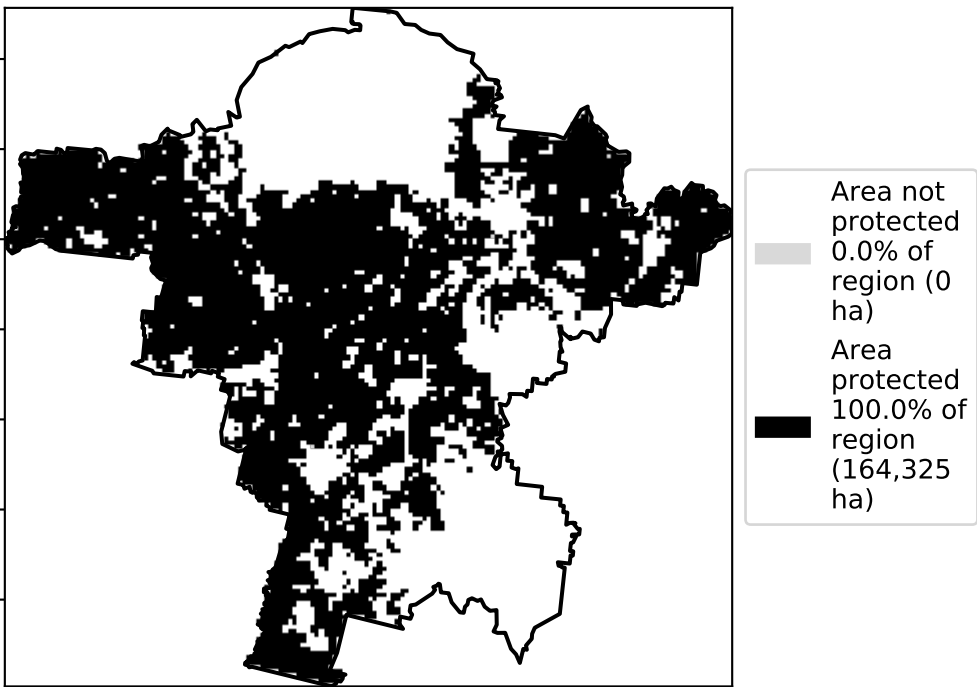 Area not
protected
0.0% of
region (0
ha)
Area
protected
100.0% of
region
(164,325
ha)